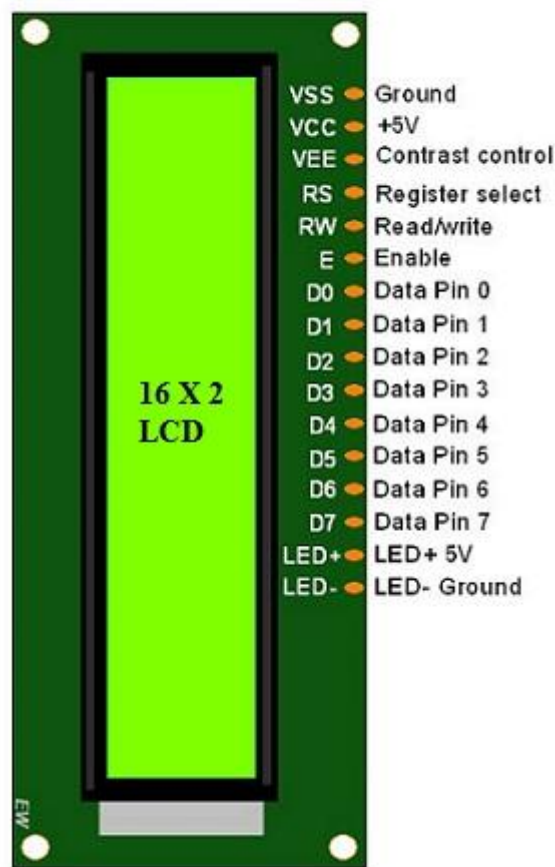 VSS Ground
VCC +5V
VEE Contrast control
RS Register select
RW Read/write
E Enable
D0 Data Pin 0
D1 Data Pin 1
D2 Data Pin 2
D3 Data Pin 3
D4 Data Pin 4
D5 Data Pin 5
D6 Data Pin 6
D7 Data Pin 7
LED+ LED+ 5V
LED- LED- Ground
16 X 2
LCD
EW